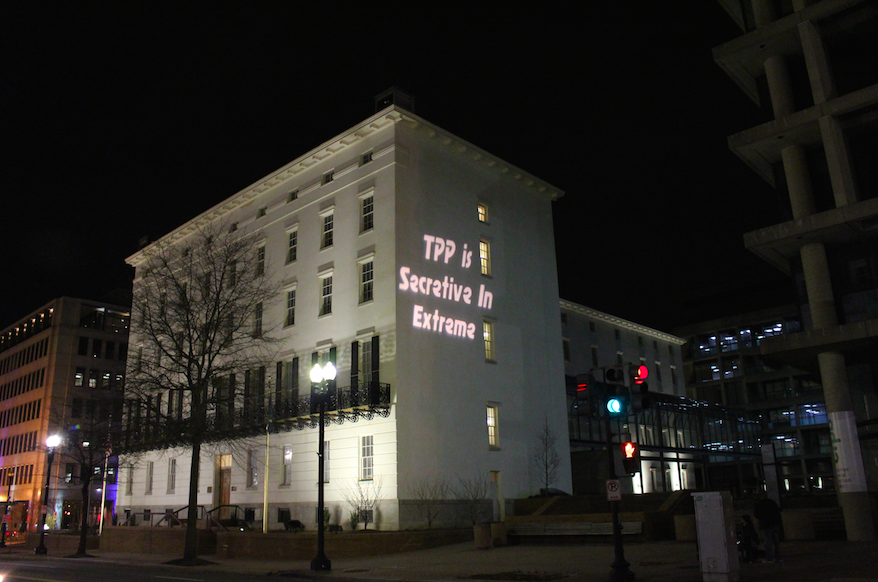 TPP is
Secretive In
Extreme